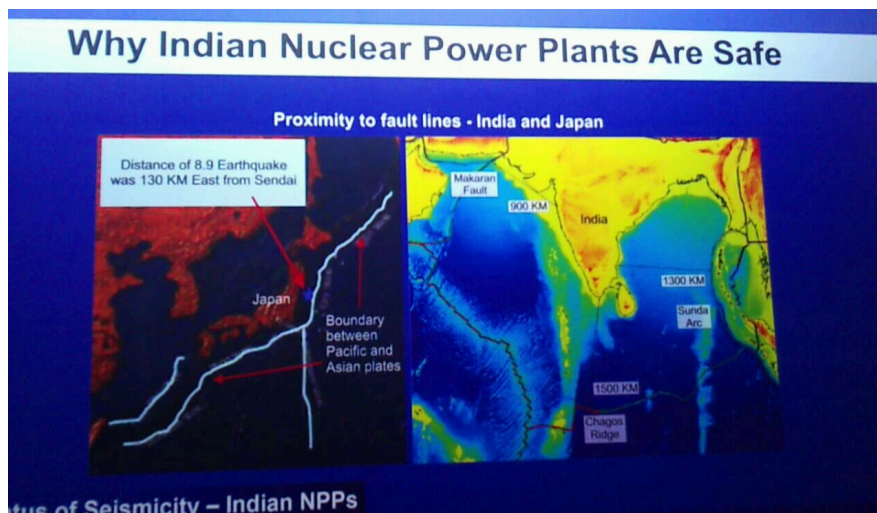 Why Indian Nuclear Power Plants Are Safe
Proximity to fault lines - India and Japan
Distance of 8.9 Earthquake
was 130 KM East from Sendai
Japan
Boundary
between
Pacific and
Asian plates
Makaran
Fault
900 KM
India
1300 KM
Sunda
Arc
1500 KM
Chagos
Ridge
of Seismicity – Indian NPPs